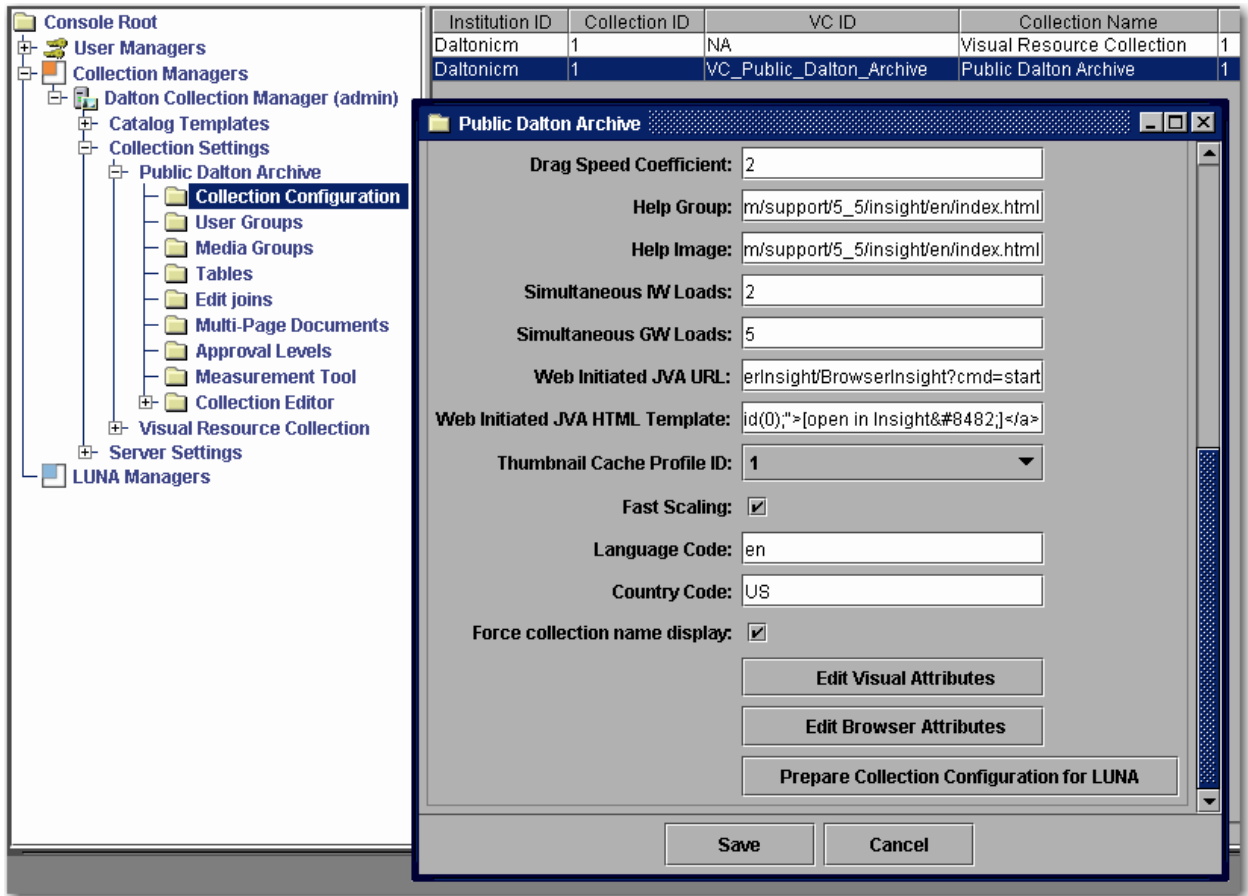 Console Root
User Managers
Collection Managers
Dalton Collection Manager (admin)
Catalog Templates
Collection Settings
Public Dalton Archive
Collection Configuration
User Groups
Media Groups
Tables
Edit joins
Multi-Page Documents
Approval Levels
Measurement Tool
Collection Editor
Visual Resource Collection
Server Settings
LUNA Managers
Institution ID Collection ID VC ID Collection Name
Daltonicm 1 NA Visual Resource Collection 1
Daltonicm 1 VC_Public_Dalton_Archive Public Dalton Archive 1
Public Dalton Archive
Drag Speed Coefficient: 2
Help Group: m/support/5_5/insight/en/index.html
Help Image: m/support/5_5/insight/en/index.html
Simultaneous IW Loads: 2
Simultaneous GW Loads: 5
Web Initiated JVA URL: erInsight/BrowserInsight?cmd=start
Web Initiated JVA HTML Template: id(0);">[open in Insight&#8482;]</a>
Thumbnail Cache Profile ID: 1
Fast Scaling:
Language Code: en
Country Code: US
Force collection name display:
Edit Visual Attributes
Edit Browser Attributes
Prepare Collection Configuration for LUNA
Save Cancel